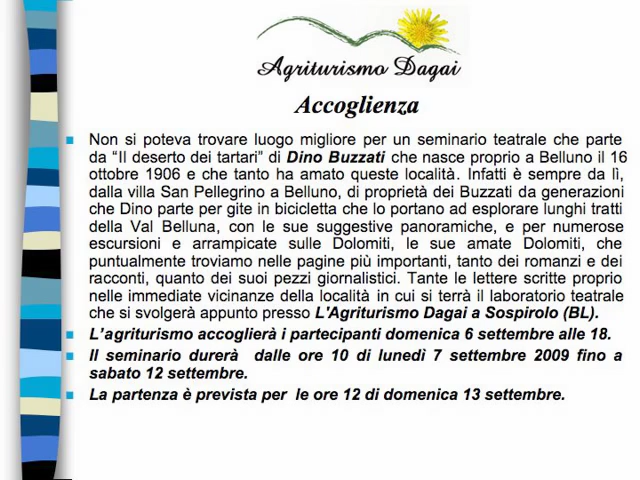 Agriturismo Dagai
Accoglienza
Non si poteva trovare luogo migliore per un seminario teatrale che parte
da “Il deserto dei tartari” di Dino Buzzati che nasce proprio a Belluno il 16
ottobre 1906 e che tanto ha amato queste località. Infatti è sempre da lì,
dalla villa San Pellegrino a Belluno, di proprietà dei Buzzati da generazioni
che Dino parte per gite in bicicletta che lo portano ad esplorare lunghi tratti
della Val Belluna, con le sue suggestive panoramiche, e per numerose
escursioni e arrampicate sulle Dolomiti, le sue amate Dolomiti, che
puntualmente troviamo nelle pagine più importanti, tanto dei romanzi e dei
racconti, quanto dei suoi pezzi giornalistici. Tante le lettere scritte proprio
nelle immediate vicinanze della località in cui si terrà il laboratorio teatrale
che si svolgerà appunto presso L'Agriturismo Dagai a Sospirolo (BL).
L’agriturismo accoglierà i partecipanti domenica 6 settembre alle 18.
Il seminario durerà dalle ore 10 di lunedì 7 settembre 2009 fino a
sabato 12 settembre.
La partenza è prevista per le ore 12 di domenica 13 settembre.